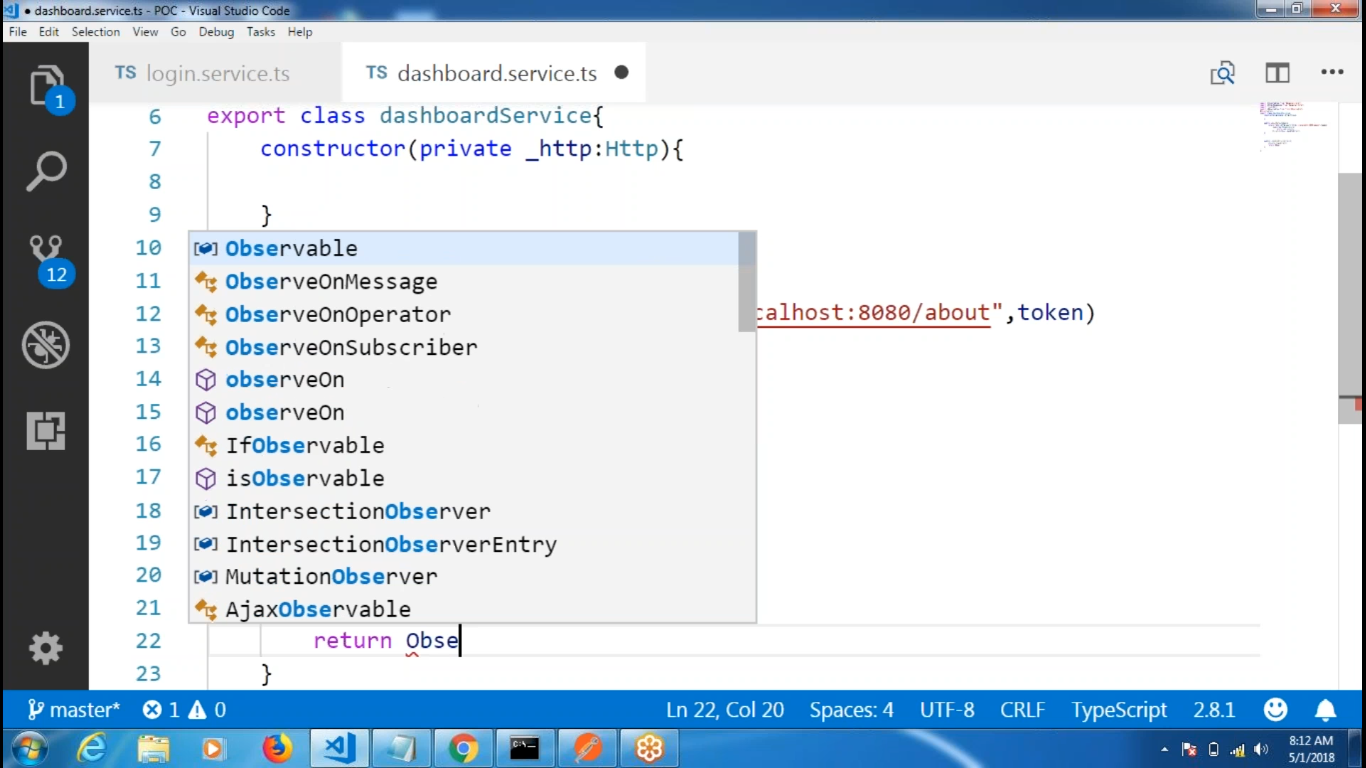 dashboard.service.ts - POC - Visual Studio Code
File Edit Selection View Go Debug Tasks Help
TS login.service.ts TS dashboard.service.ts
1
6 export class dashboardService{
7 constructor(private _http:Http){
8
9 }
10 Observable
11 ObserveOnMessage
12 ObserveOnOperator calhost:8080/about",token)
13 ObserveOnSubscriber
14 observeOn
15 observeOn
16 IfObservable
17 isObservable
18 IntersectionObserver
19 IntersectionObserverEntry
20 MutationObserver
21 AjaxObservable
22 return Obse
23 }
12
master* 1 0 Ln 22, Col 20 Spaces: 4 UTF-8 CRLF TypeScript 2.8.1
8:12 AM
5/1/2018